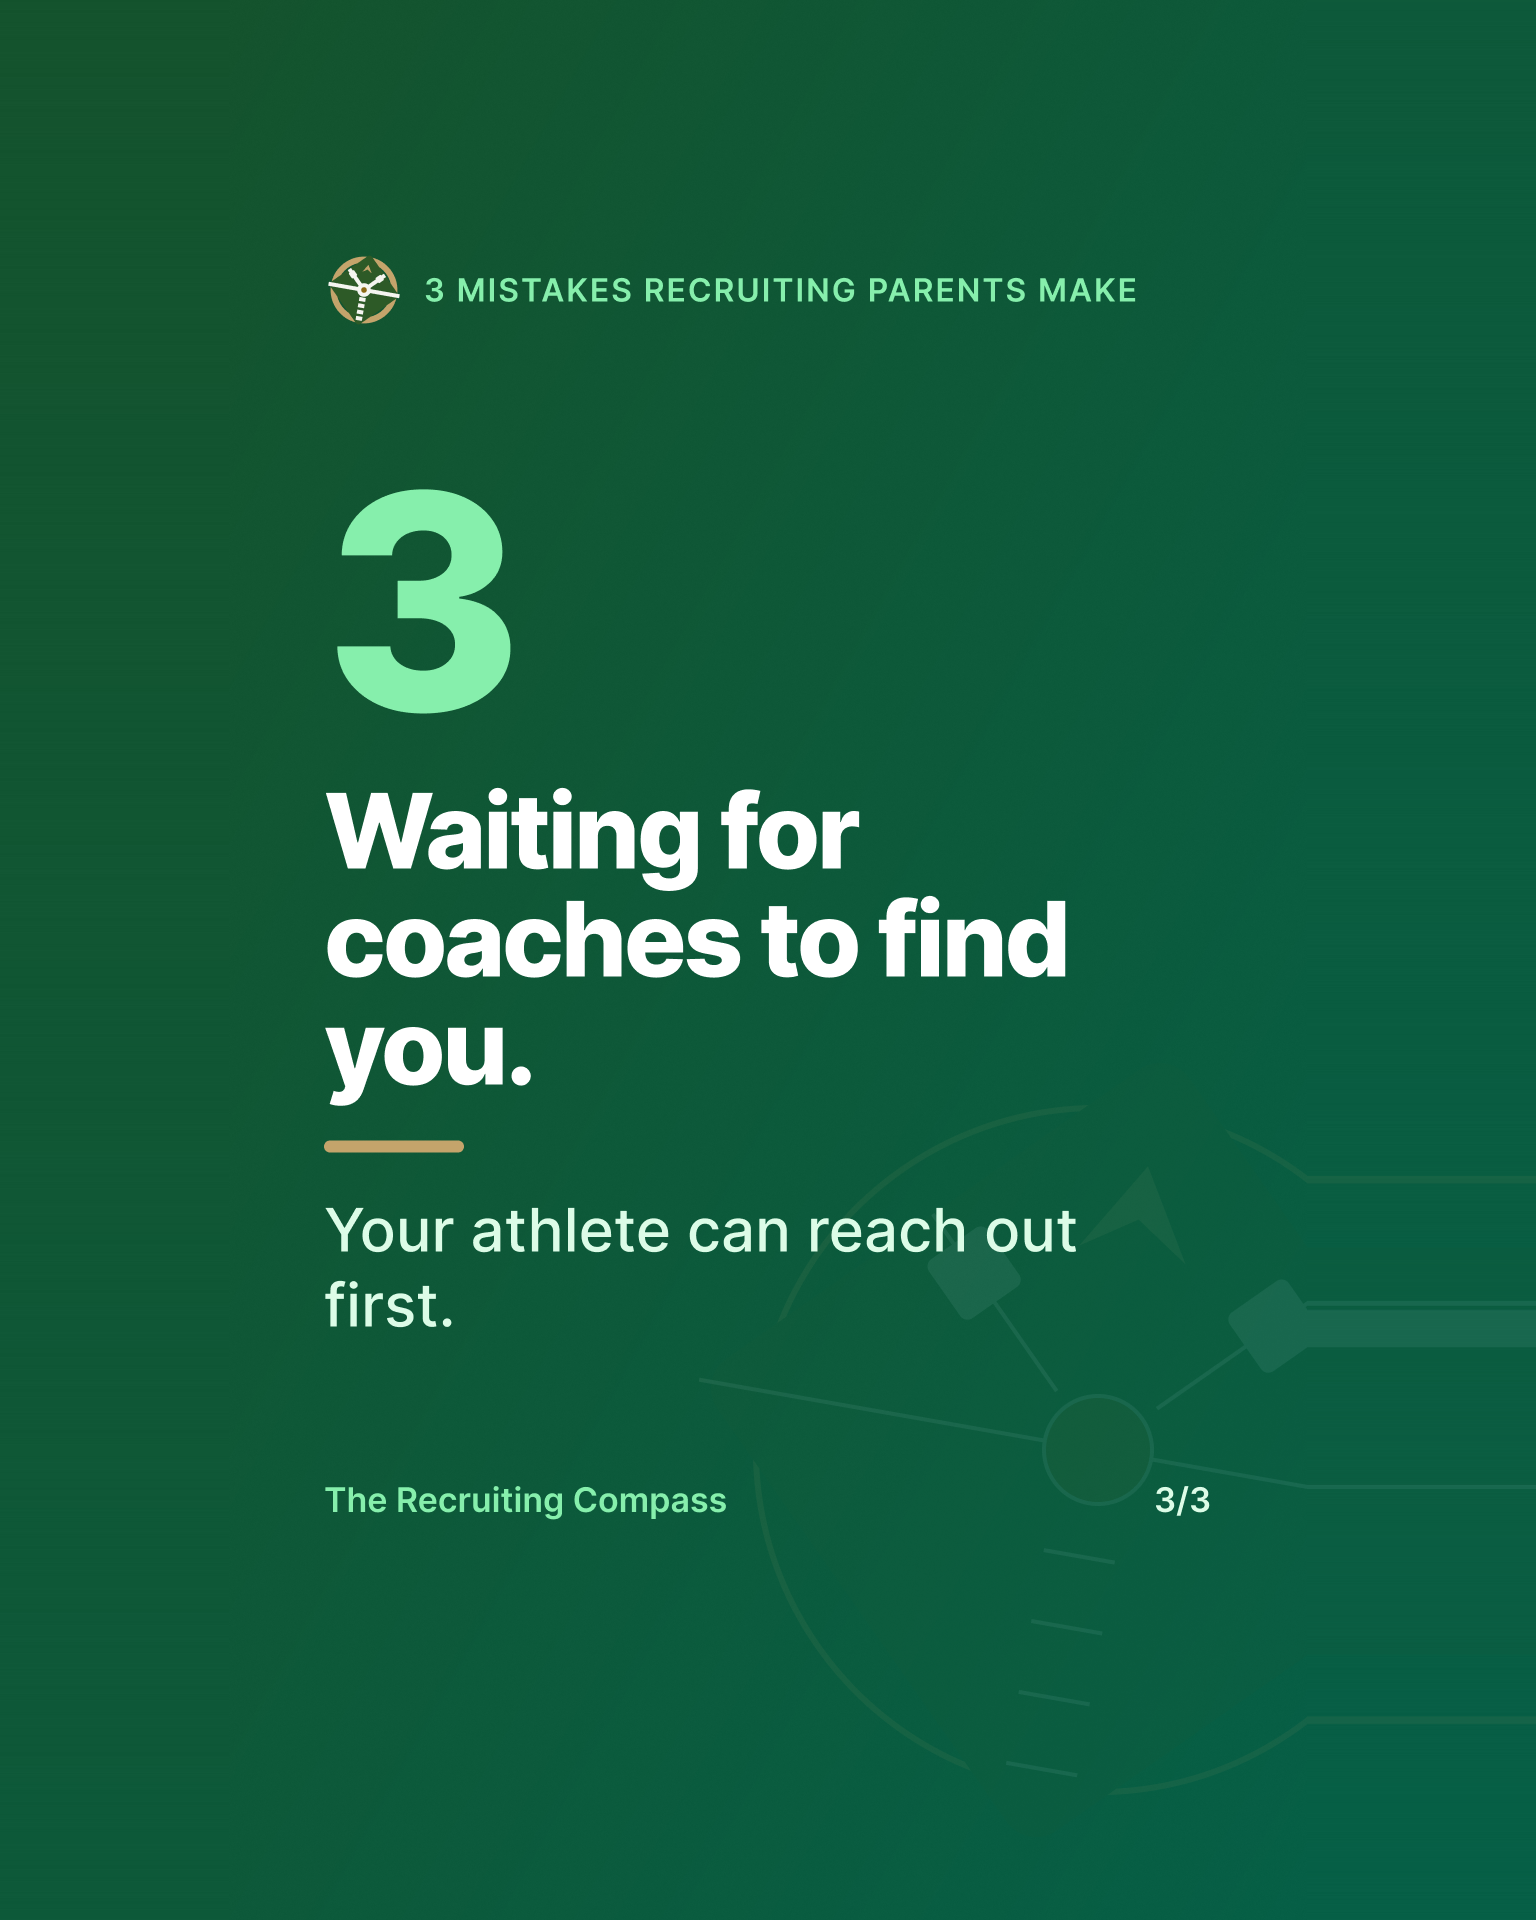 3 MISTAKES RECRUITING PARENTS MAKE
3
Waiting for
coaches to find
you.
Your athlete can reach out
first.
The Recruiting Compass
3/3